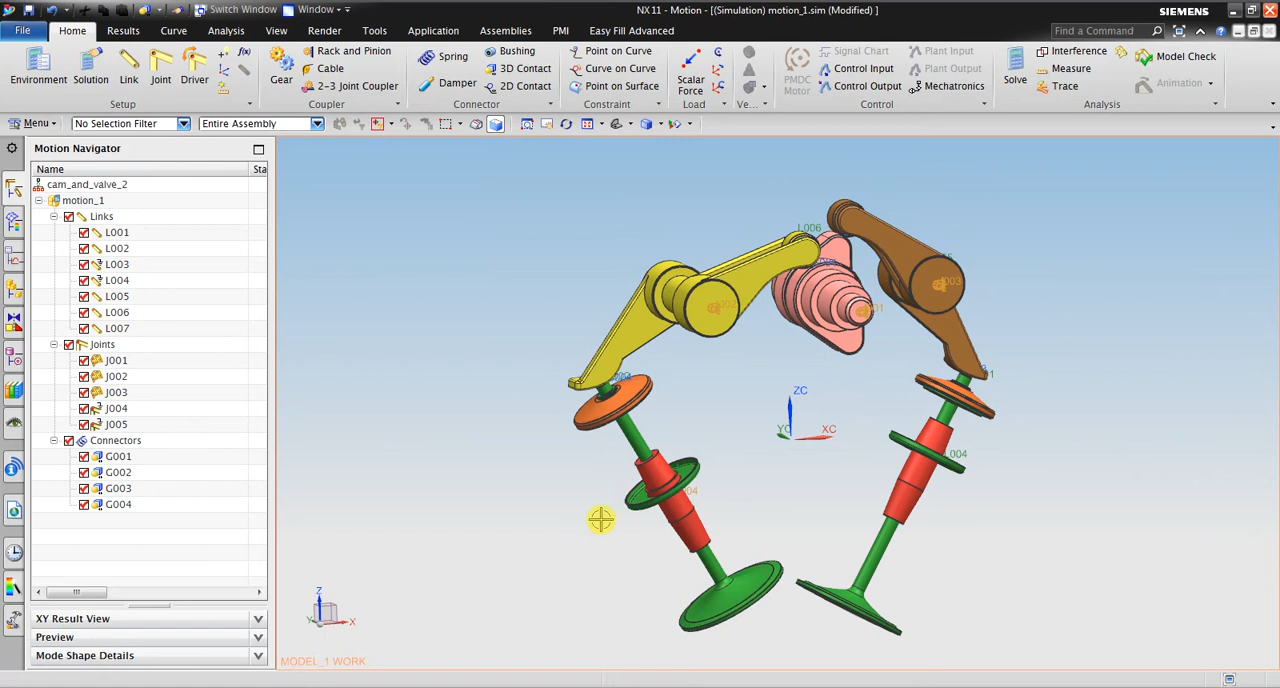 Switch Window Window
NX 11 - Motion - [(Simulation) motion_1.sim (Modified) ]
SIEMENS
File Home Results Curve Analysis View Tools Application Assemblies PMI Easy Fill Advanced
Find a Command
Environment Solution Link Joint Driver
f(x)
Setup
Gear
Rack and Pinion
Cable
2-3 Joint Coupler
Coupler
Spring
Damper
Bushing
3D Contact
2D Contact
Connector
Point on Curve
Curve on Curve
Point on Surface
Constraint
Scalar
Force
Load
Ve...
PMDC
Motor
Signal Chart
Control Input
Control Output
Plant Input
Plant Output
Mechatronics
Control
Solve
Interference
Measure
Trace
Model Check
Animation
Analysis
Menu
No Selection Filter
Entire Assembly
Motion Navigator
Name Sta
cam_and_valve_2
motion_1
Links
L001
L002
L003
L004
L005
L006
L007
Joints
J001
J002
J003
J004
J005
Connectors
G001
G002
G003
G004
XY Result View
Preview
Mode Shape Details
L006
ZC
YC
XC
Z
Y
X
MODEL_1 WORK